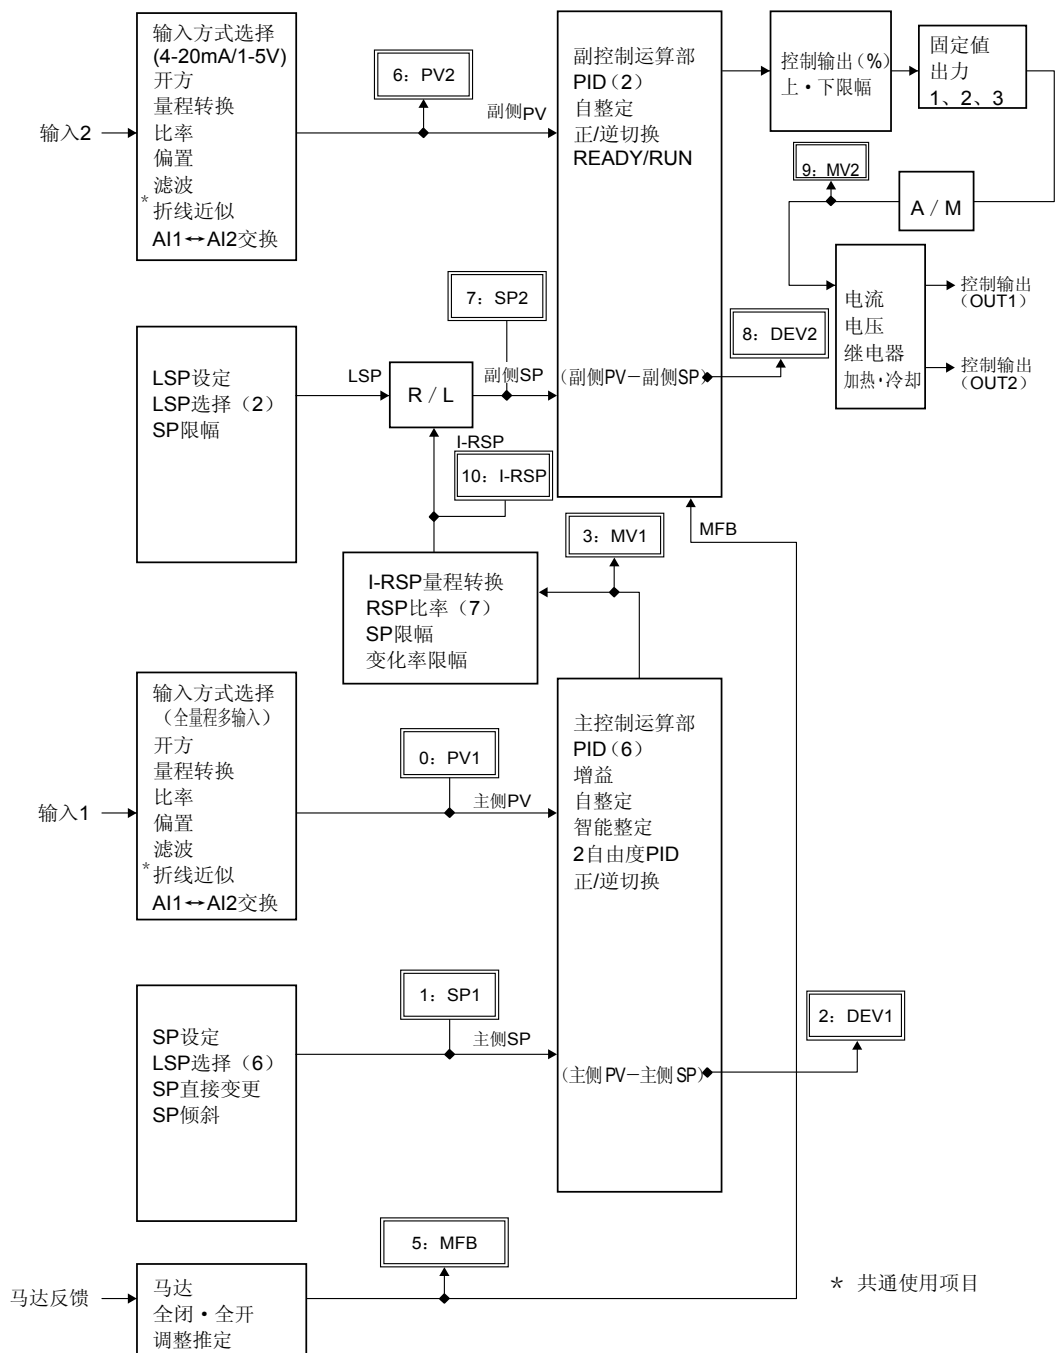 输入2
输入方式选择
(4-20mA/1-5V)
开方
量程转换
比率
偏置
滤波
* 折线近似
AI1↔AI2交换
6：PV2
副侧PV
副控制运算部
PID（2）
自整定
正/逆切换
READY/RUN
(副侧PV－副侧SP)
控制输出(%)
上・下限幅
固定值
出力
1、2、3
9：MV2
A／M
电流
电压
继电器
加热・冷却
控制输出
(OUT1)
控制输出
(OUT2)
8：DEV2
7：SP2
LSP设定
LSP选择（2）
SP限幅
LSP
R／L
副侧SP
I-RSP
10：I-RSP
3：MV1
MFB
I-RSP量程转换
RSP比率（7）
SP限幅
变化率限幅
输入1
输入方式选择
（全量程多输入）
开方
量程转换
比率
偏置
滤波
* 折线近似
AI1↔AI2交换
0：PV1
主侧PV
主控制运算部
PID（6）
增益
自整定
智能整定
2自由度PID
正/逆切换
(主侧PV－主侧SP)
1：SP1
主侧SP
2：DEV1
SP设定
LSP选择（6）
SP直接变更
SP倾斜
5：MFB
马达反馈
马达
全闭・全开
调整推定
* 共通使用项目